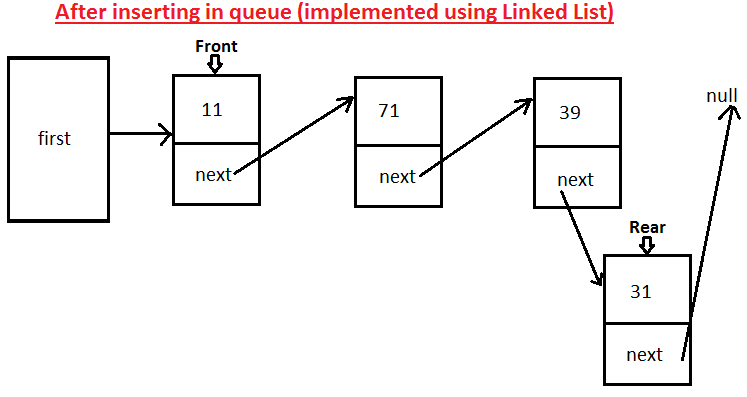 After inserting in queue (implemented using Linked List)
Front
first
11
next
71
next
39
next
null
Rear
31
next